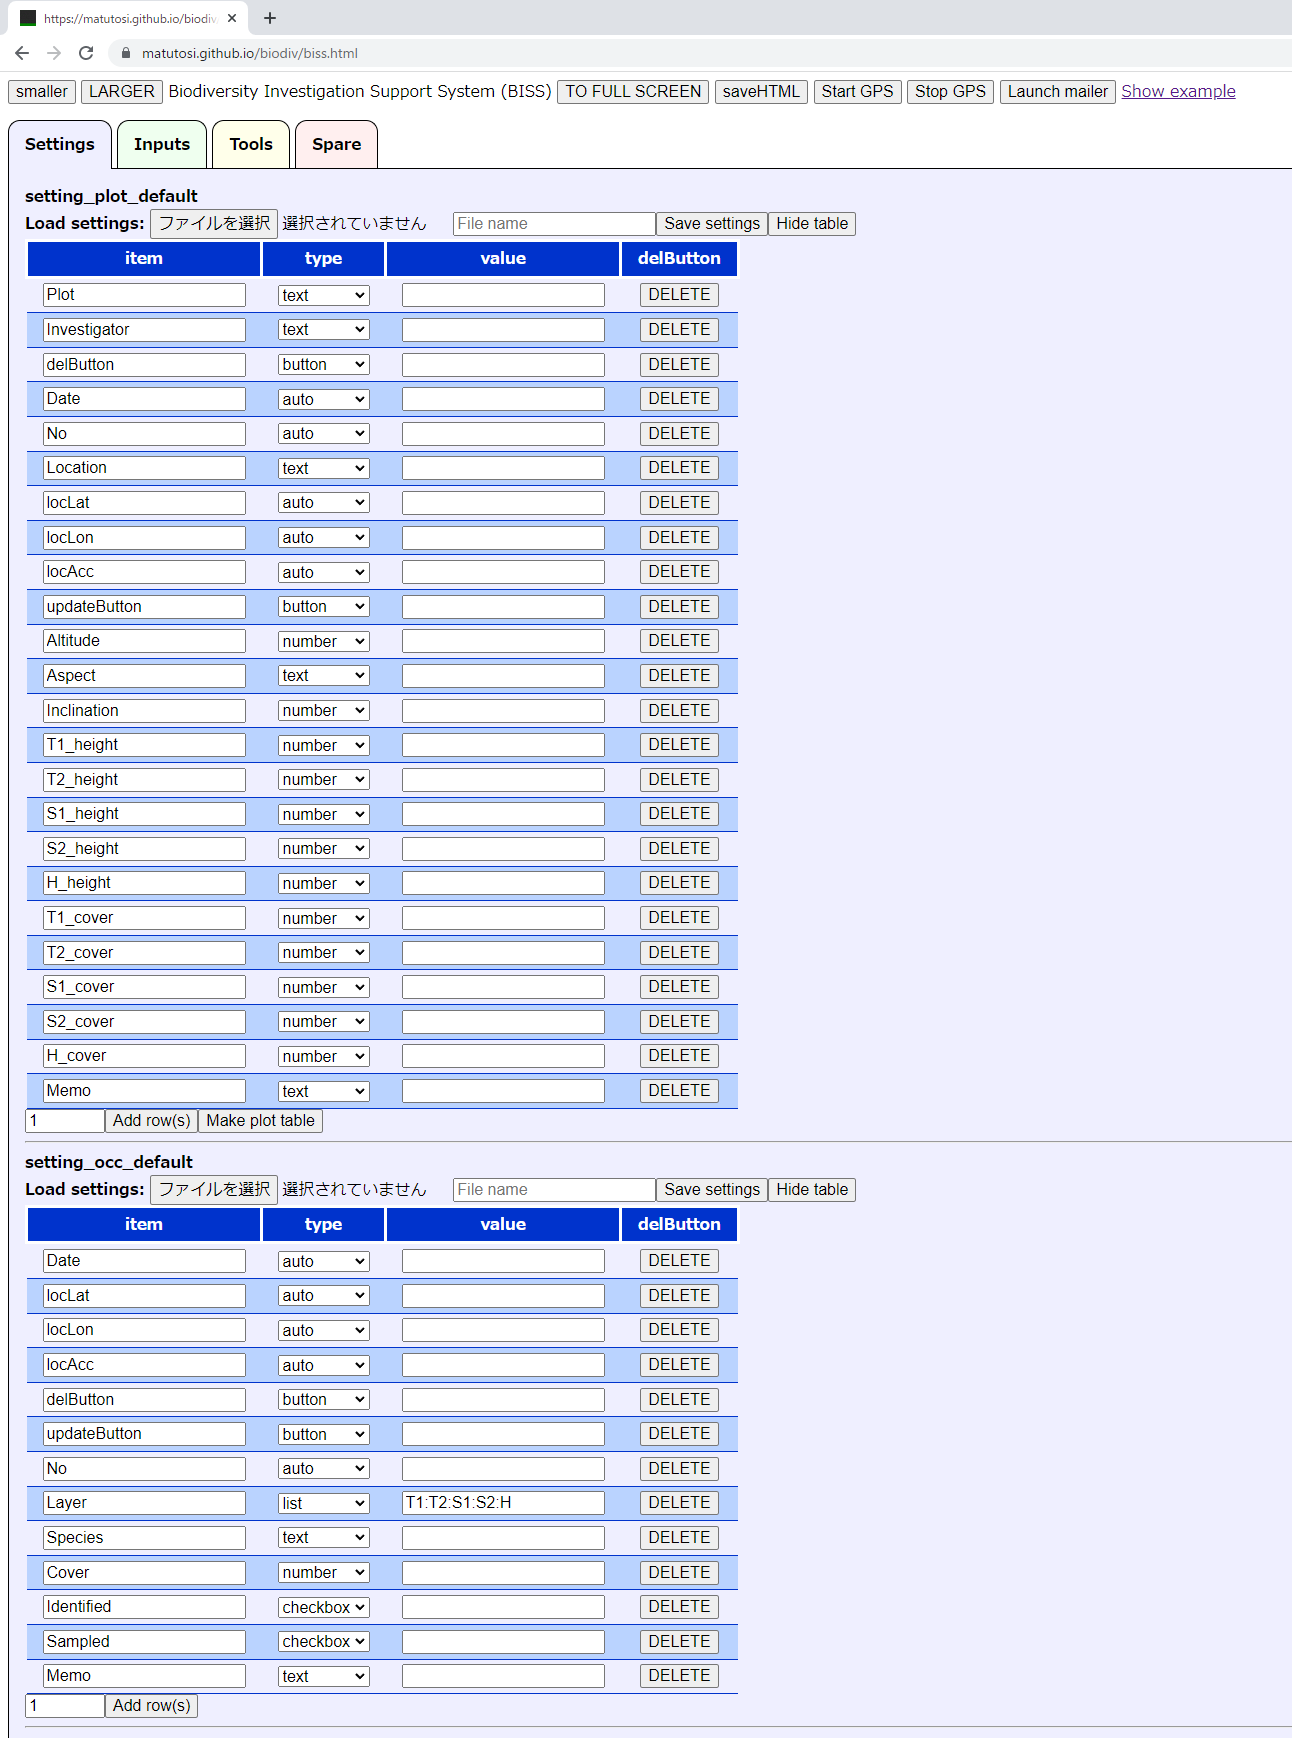 https://matutosi.github.io/biodiv
matutosi.github.io/biodiv/biss.html
smaller LARGER Biodiversity Investigation Support System (BISS) TO FULL SCREEN saveHTML Start GPS Stop GPS Launch mailer Show example
Settings Inputs Tools Spare
setting_plot_default
Load settings: ファイルを選択 選択されていません File name Save settings Hide table
item type value delButton
Plot text DELETE
Investigator text DELETE
delButton button DELETE
Date auto DELETE
No auto DELETE
Location text DELETE
locLat auto DELETE
locLon auto DELETE
locAcc auto DELETE
updateButton button DELETE
Altitude number DELETE
Aspect text DELETE
Inclination number DELETE
T1_height number DELETE
T2_height number DELETE
S1_height number DELETE
S2_height number DELETE
H_height number DELETE
T1_cover number DELETE
T2_cover number DELETE
S1_cover number DELETE
S2_cover number DELETE
H_cover number DELETE
Memo text DELETE
1 Add row(s) Make plot table
setting_occ_default
Load settings: ファイルを選択 選択されていません File name Save settings Hide table
item type value delButton
Date auto DELETE
locLat auto DELETE
locLon auto DELETE
locAcc auto DELETE
delButton button DELETE
updateButton button DELETE
No auto DELETE
Layer list T1:T2:S1:S2:H DELETE
Species text DELETE
Cover number DELETE
Identified checkbox DELETE
Sampled checkbox DELETE
Memo text DELETE
1 Add row(s)